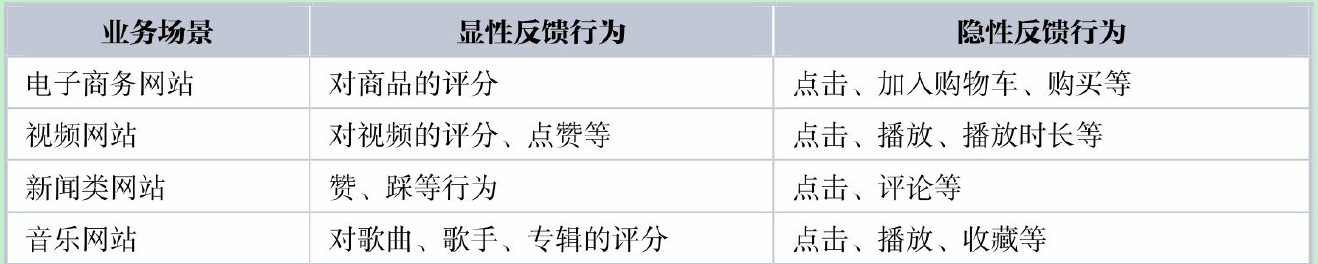 业务场景 显性反馈行为 隐性反馈行为
电子商务网站 对商品的评分 点击、加入购物车、购买等
视频网站 对视频的评分、点赞等 点击、播放、播放时长等
新闻类网站 赞、踩等行为 点击、评论等
音乐网站 对歌曲、歌手、专辑的评分 点击、播放、收藏等